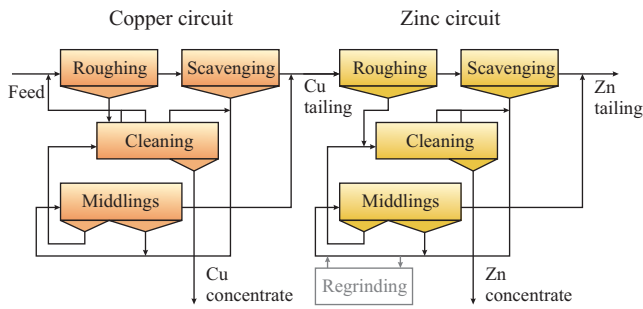 Copper circuit
Zinc circuit
Roughing
Scavenging
Roughing
Scavenging
Feed
Cu
tailing
Zn
tailing
Cleaning
Cleaning
Middlings
Middlings
Cu
concentrate
Regrinding
Zn
concentrate